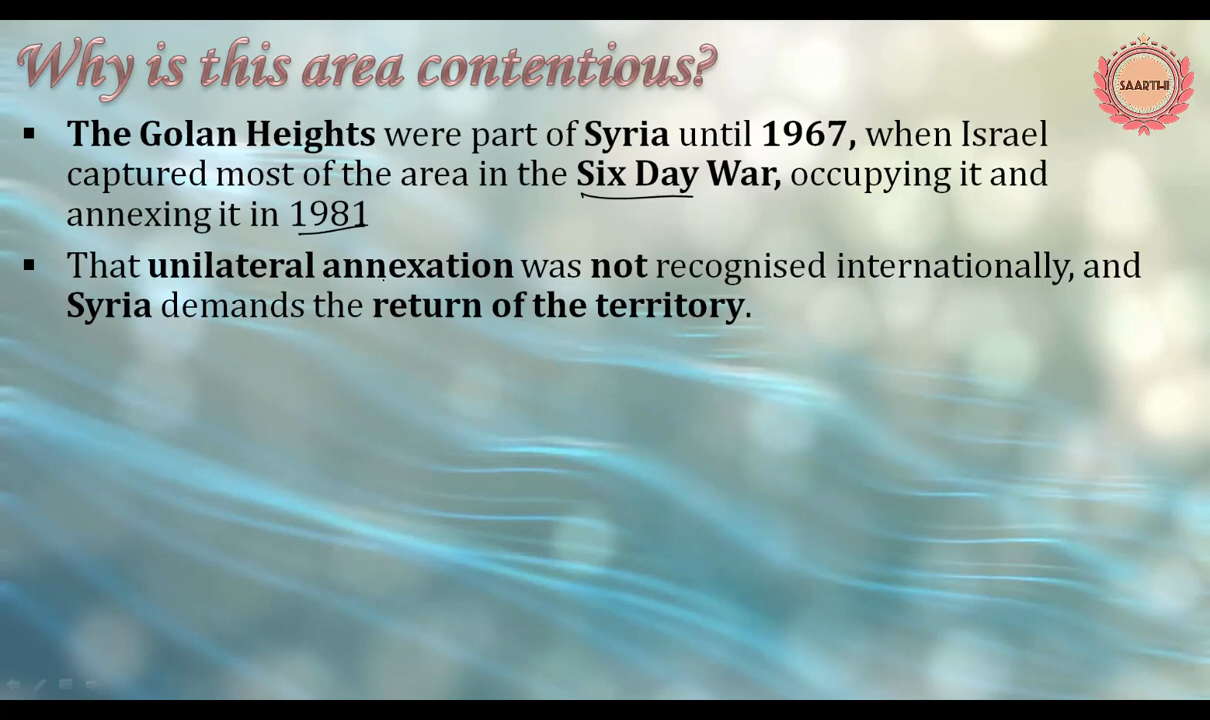 Why is this area contentious?
SAARTHI
▪ The Golan Heights were part of Syria until 1967, when Israel
captured most of the area in the Six Day War, occupying it and
annexing it in 1981
▪ That unilateral annexation was not recognised internationally, and
Syria demands the return of the territory.